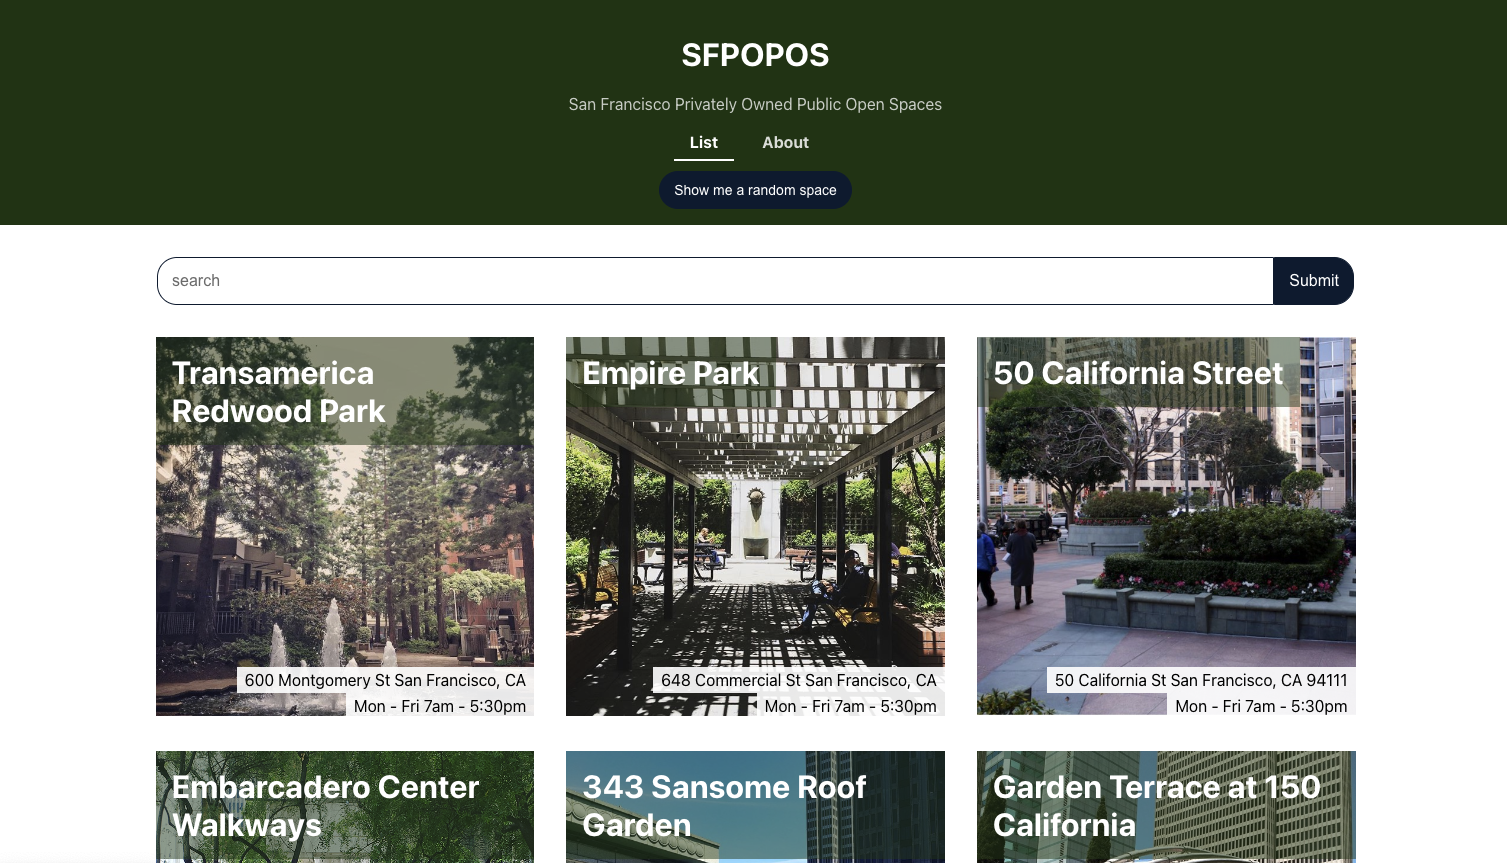 SFPOPOS
San Francisco Privately Owned Public Open Spaces
List About
Show me a random space
search Submit
Transamerica
Redwood Park
600 Montgomery St San Francisco, CA
Mon - Fri 7am - 5:30pm
Empire Park
648 Commercial St San Francisco, CA
Mon - Fri 7am - 5:30pm
50 California Street
50 California St San Francisco, CA 94111
Mon - Fri 7am - 5:30pm
Embarcadero Center
Walkways
343 Sansome Roof
Garden
Garden Terrace at 150
California